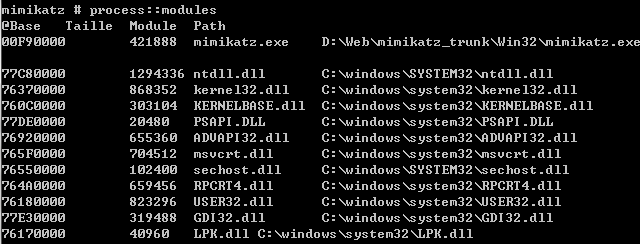 mimikatz # process::modules
@Base    Taille  Module  Path
00F90000        421888  mimikatz.exe    D:\Web\mimikatz_trunk\Win32\mimikatz.exe
77C80000        1294336 ntdll.dll       C:\windows\SYSTEM32\ntdll.dll
76370000        868352  kernel32.dll    C:\windows\system32\kernel32.dll
760C0000        303104  KERNELBASE.dll  C:\windows\system32\KERNELBASE.dll
77DE0000        20480   PSAPI.DLL       C:\windows\system32\PSAPI.DLL
76920000        655360  ADVAPI32.dll    C:\windows\system32\ADVAPI32.dll
765F0000        704512  msvcrt.dll      C:\windows\system32\msvcrt.dll
76550000        102400  sechost.dll     C:\windows\SYSTEM32\sechost.dll
764A0000        659456  RPCRT4.dll      C:\windows\system32\RPCRT4.dll
76180000        823296  USER32.dll      C:\windows\system32\USER32.dll
77E30000        319488  GDI32.dll       C:\windows\system32\GDI32.dll
76170000        40960   LPK.dll C:\windows\system32\LPK.dll